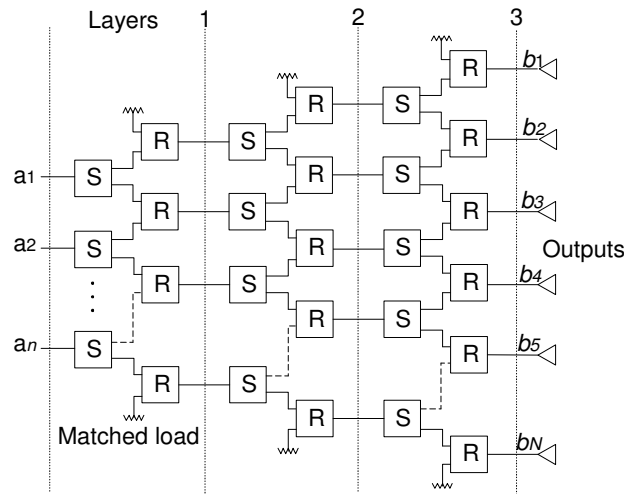 Layers 1 2 3
R b1
R S
R S R b2
a1 S R S
R S R b3
a2 S R S
Outputs
R S R b4
R S
an S R b5
R S
R S
Matched load
R bN